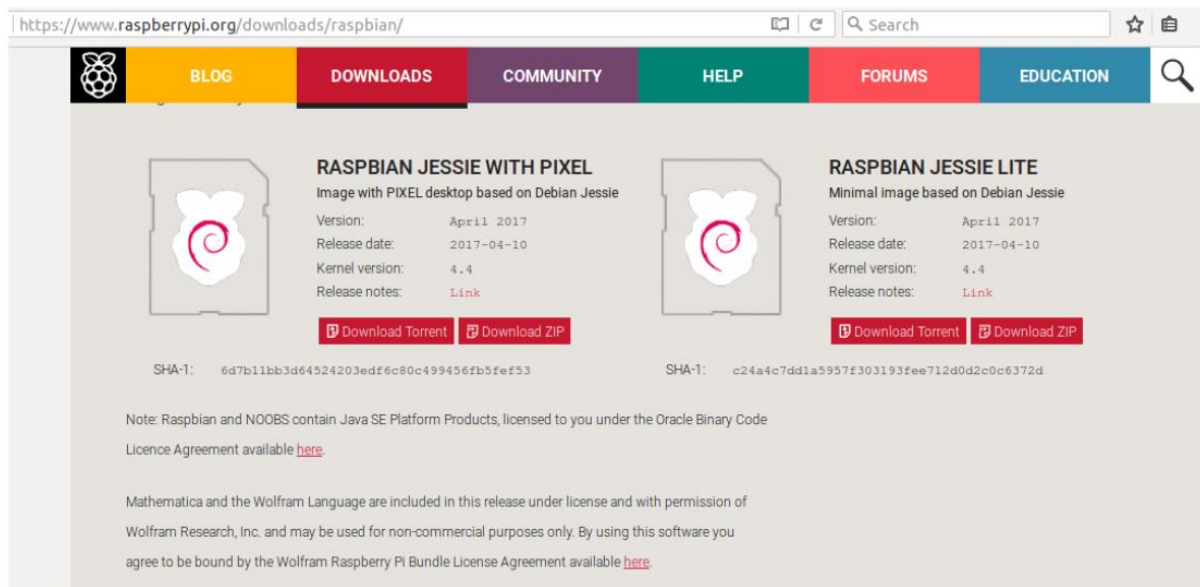 https://www.raspberrypi.org/downloads/raspbian/
Search
BLOG
DOWNLOADS
COMMUNITY
HELP
FORUMS
EDUCATION
RASPBIAN JESSIE WITH PIXEL
Image with PIXEL desktop based on Debian Jessie
Version: April 2017
Release date: 2017-04-10
Kernel version: 4.4
Release notes: Link
Download Torrent
Download ZIP
SHA-1: 6d7b11bb3d64524203edf6c80c499456fb5fef53
RASPBIAN JESSIE LITE
Minimal image based on Debian Jessie
Version: April 2017
Release date: 2017-04-10
Kernel version: 4.4
Release notes: Link
Download Torrent
Download ZIP
SHA-1: c24a4c7dd1a5957f303193fee712d0d2c0c6372d
Note: Raspbian and NOOBS contain Java SE Platform Products, licensed to you under the Oracle Binary Code
Licence Agreement available here.
Mathematica and the Wolfram Language are included in this release under license and with permission of
Wolfram Research, Inc. and may be used for non-commercial purposes only. By using this software you
agree to be bound by the Wolfram Raspberry Pi Bundle License Agreement available here.